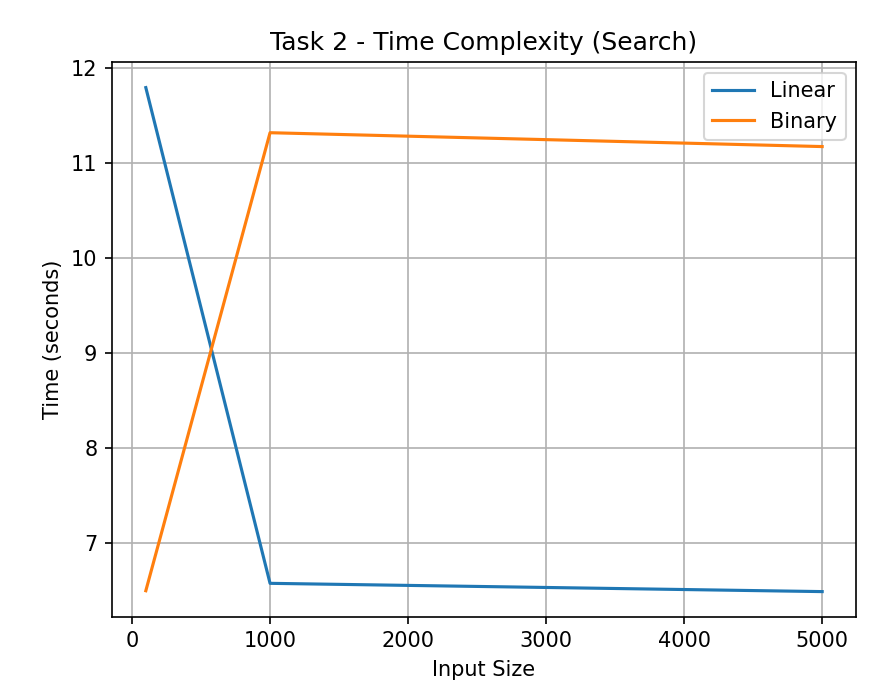 Task 2 - Time Complexity (Search)
12
11
10
9
8
7
Time (seconds)
Linear
Binary
0 1000 2000 3000 4000 5000
Input Size